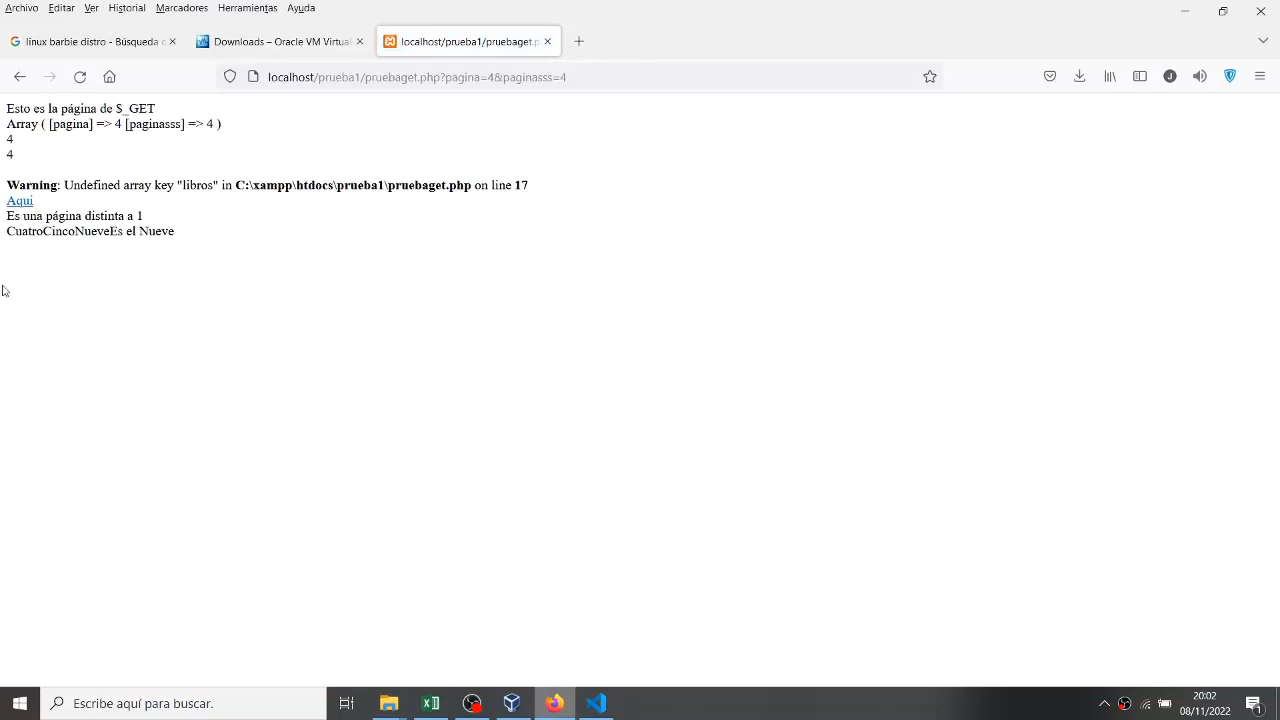 Archivo Editar Ver Historial Marcadores Herramientas Ayuda
linux barbie distro - Búsqueda d
Downloads – Oracle VM Virtual
localhost/prueba1/pruebaget.p
localhost/prueba1/pruebaget.php?pagina=4&paginasss=4
Esto es la página de $_GET
Array ( [pagina] => 4 [paginasss] => 4 )
4
4
Warning: Undefined array key "libros" in C:\xampp\htdocs\prueba1\pruebaget.php on line 17
Aqui
Es una página distinta a 1
CuatroCincoNueveEs el Nueve
Escribe aquí para buscar.
20:02
08/11/2022